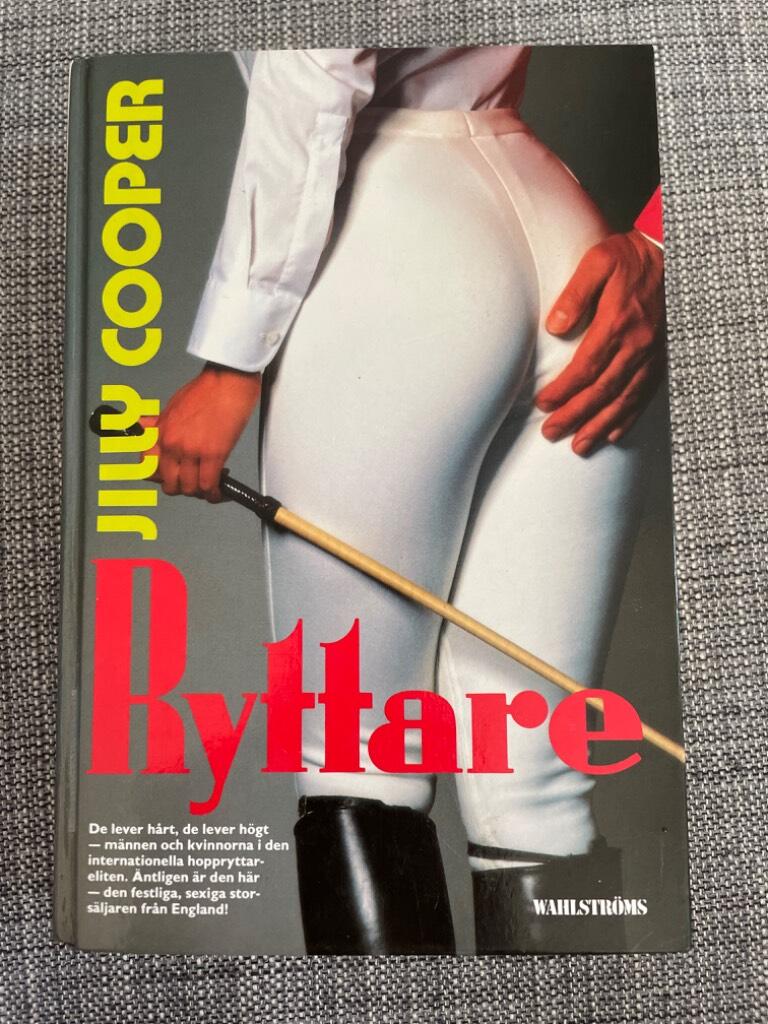 JILLY COOPER
Ryttare
De lever hårt, de lever högt
— männen och kvinnorna i den
internationella hoppryttar-
eliten. Äntligen är den här
— den festliga, sexiga stor-
säljaren från England!
WAHLSTRÖMS